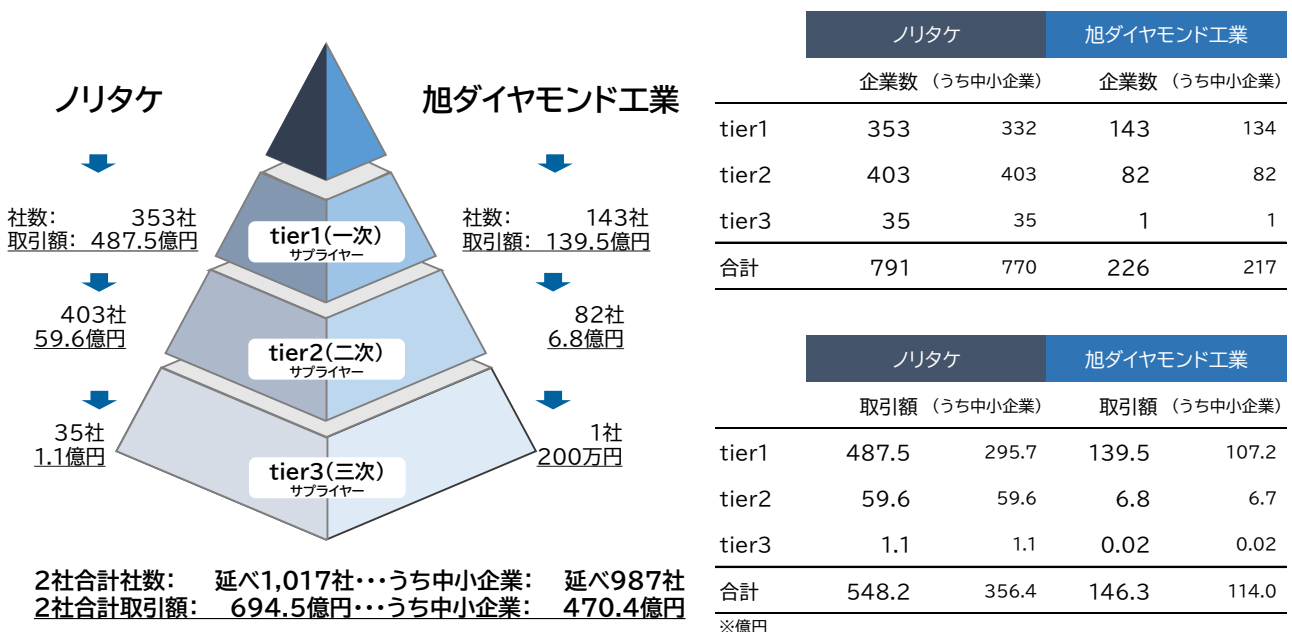 ノリタケ
旭ダイヤモンド工業
社数: 353社
取引額: 487.5億円
社数: 143社
取引額: 139.5億円
tier1(一次)
サプライヤー
403社
59.6億円
82社
6.8億円
tier2(二次)
サプライヤー
35社
1.1億円
1社
200万円
tier3(三次)
サプライヤー
2社合計社数: 延べ1,017社・・・うち中小企業: 延べ987社
2社合計取引額: 694.5億円・・・うち中小企業: 470.4億円
ノリタケ 旭ダイヤモンド工業
企業数 (うち中小企業) 企業数 (うち中小企業)
tier1 353 332 143 134
tier2 403 403 82 82
tier3 35 35 1 1
合計 791 770 226 217
ノリタケ 旭ダイヤモンド工業
取引額 (うち中小企業) 取引額 (うち中小企業)
tier1 487.5 295.7 139.5 107.2
tier2 59.6 59.6 6.8 6.7
tier3 1.1 1.1 0.02 0.02
合計 548.2 356.4 146.3 114.0
※億円